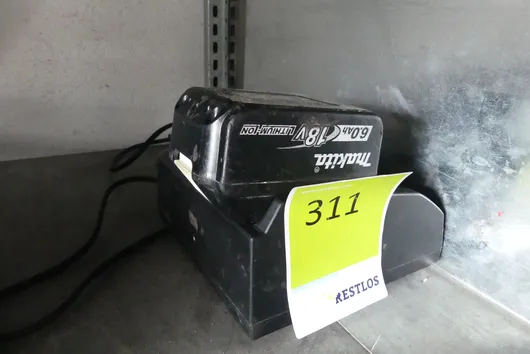 6.0Ah 18V LITHIUM-ION
makita®
311
RESTLOS